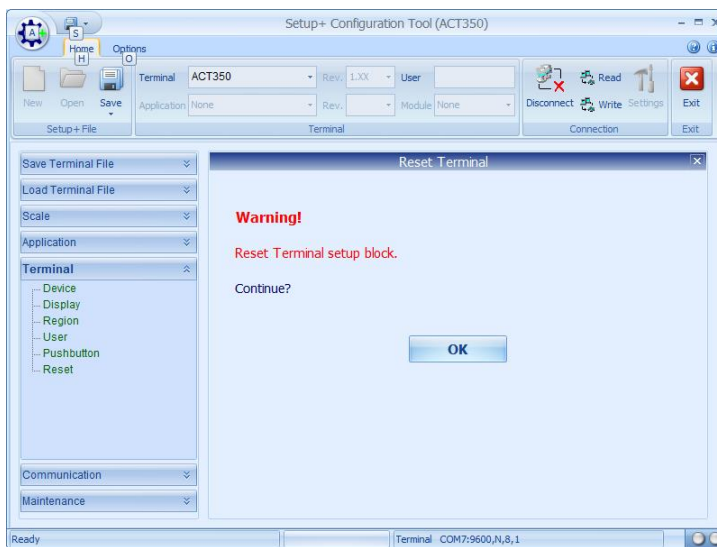 Setup+ Configuration Tool (ACT350)
S
Home Options
H O
Terminal ACT350 Rev. 1.XX User
New Open Save Application None Rev. Module None
Disconnect Read Write Settings Exit
Setup+File Terminal Connection Exit
Save Terminal File
Load Terminal File
Scale
Application
Terminal
Device
Display
Region
User
Pushbutton
Reset
Communication
Maintenance
Reset Terminal
Warning!
Reset Terminal setup block.
Continue?
OK
Ready Terminal COM7:9600,N,8,1